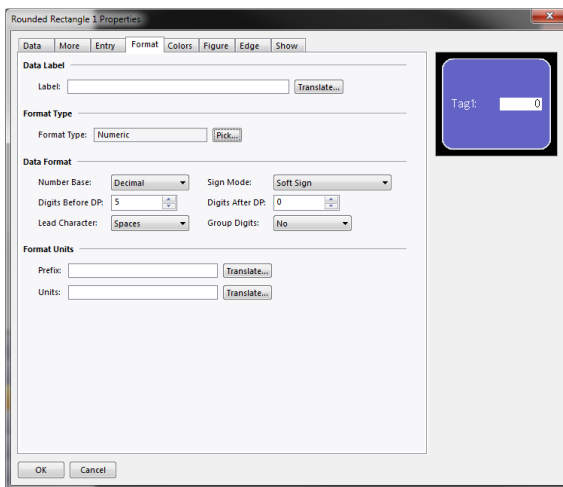 Rounded Rectangle 1 Properties
Data More Entry Format Colors Figure Edge Show
Data Label
Label: Translate...
Format Type
Format Type: Numeric Pick...
Data Format
Number Base: Decimal Sign Mode: Soft Sign
Digits Before DP: 5 Digits After DP: 0
Lead Character: Spaces Group Digits: No
Format Units
Prefix: Translate...
Units: Translate...
OK Cancel
Tag1: 0